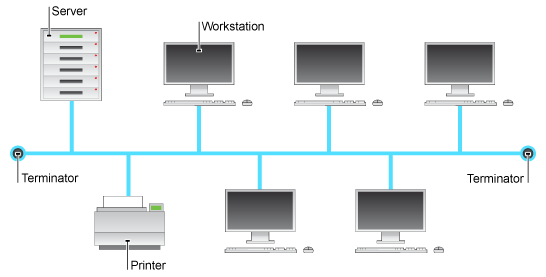 Server
Workstation
Terminator
Terminator
Printer